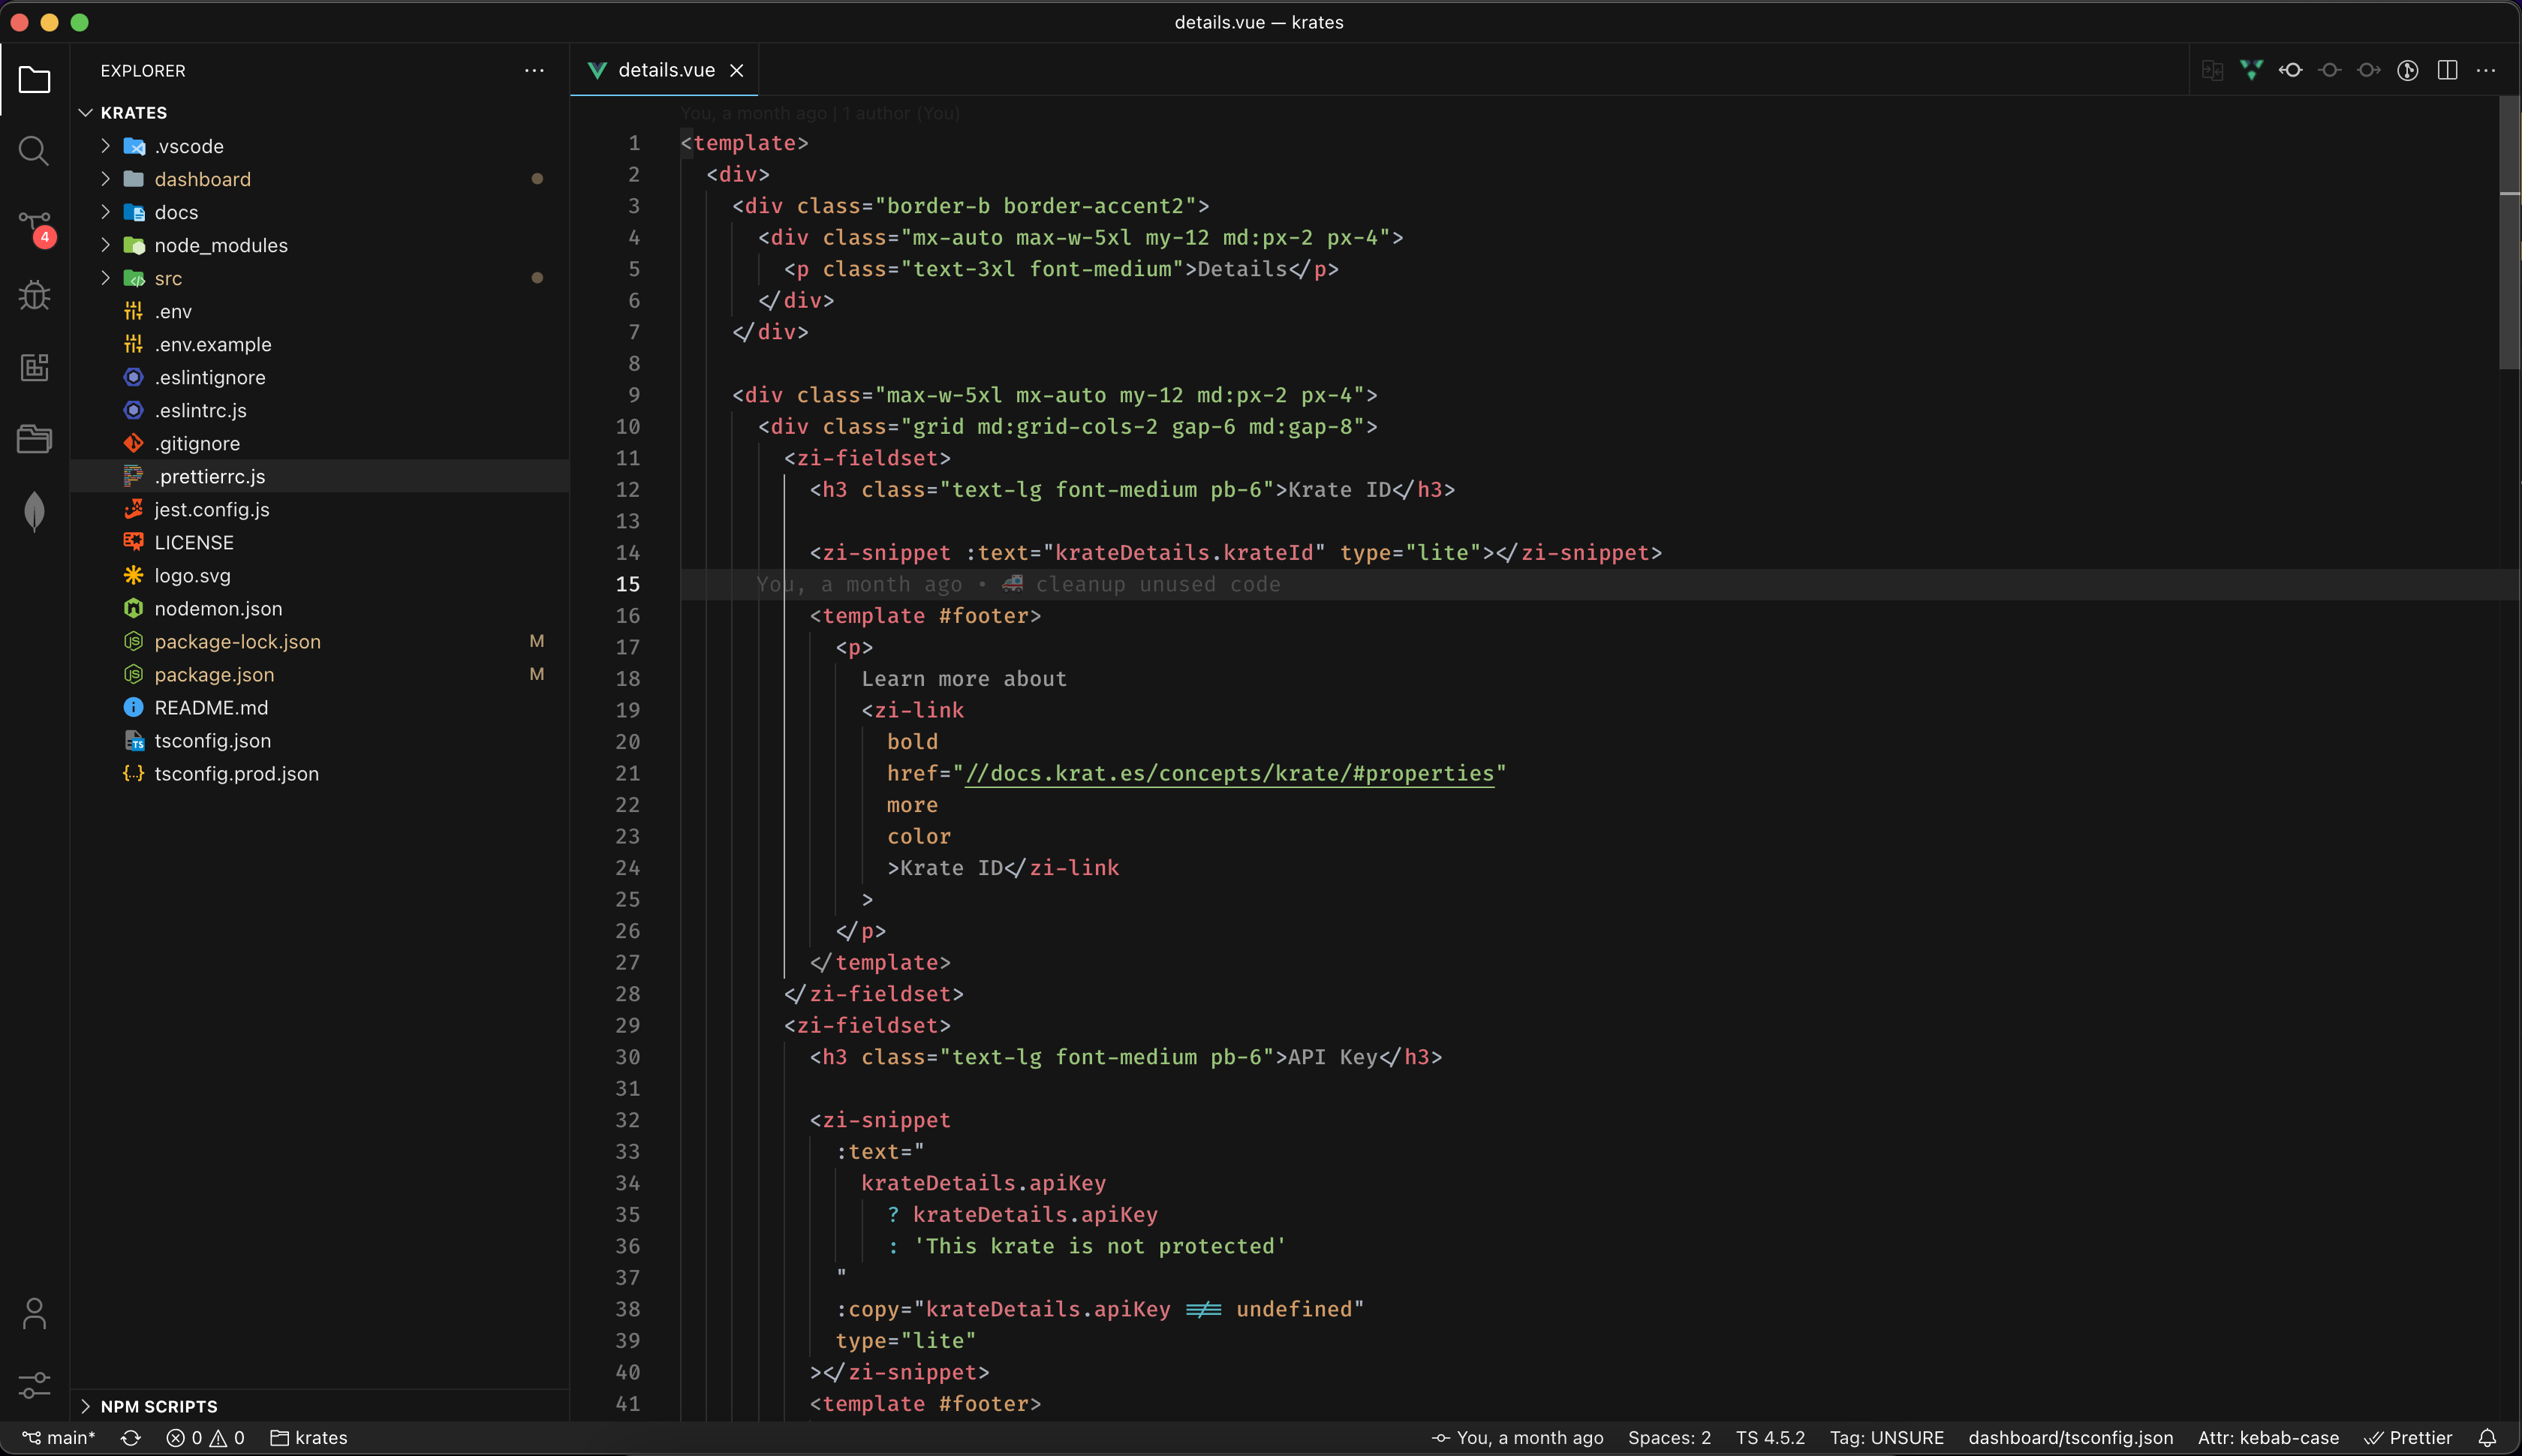 details.vue — krates
EXPLORER
KRATES
.vscode
dashboard
docs
node_modules
src
.env
.env.example
.eslintignore
.eslintrc.js
.gitignore
.prettierrc.js
jest.config.js
LICENSE
logo.svg
nodemon.json
package-lock.json M
package.json M
README.md
tsconfig.json
tsconfig.prod.json
NPM SCRIPTS
4
details.vue
You, a month ago | 1 author (You)
1 <template>
2 <div>
3 <div class="border-b border-accent2">
4 <div class="mx-auto max-w-5xl my-12 md:px-2 px-4">
5 <p class="text-3xl font-medium">Details</p>
6 </div>
7 </div>
8
9 <div class="max-w-5xl mx-auto my-12 md:px-2 px-4">
10 <div class="grid md:grid-cols-2 gap-6 md:gap-8">
11 <zi-fieldset>
12 <h3 class="text-lg font-medium pb-6">Krate ID</h3>
13
14 <zi-snippet :text="krateDetails.krateId" type="lite"></zi-snippet>
15 You, a month ago • 🚑 cleanup unused code
16 <template #footer>
17 <p>
18 Learn more about
19 <zi-link
20 bold
21 href="//docs.krat.es/concepts/krate/#properties"
22 more
23 color
24 >Krate ID</zi-link
25 >
26 </p>
27 </template>
28 </zi-fieldset>
29 <zi-fieldset>
30 <h3 class="text-lg font-medium pb-6">API Key</h3>
31
32 <zi-snippet
33 :text="
34 krateDetails.apiKey
35 ? krateDetails.apiKey
36 : 'This krate is not protected'
37 "
38 :copy="krateDetails.apiKey !== undefined"
39 type="lite"
40 ></zi-snippet>
41 <template #footer>
main* 0 0 krates You, a month ago Spaces: 2 TS 4.5.2 Tag: UNSURE dashboard/tsconfig.json Attr: kebab-case Prettier